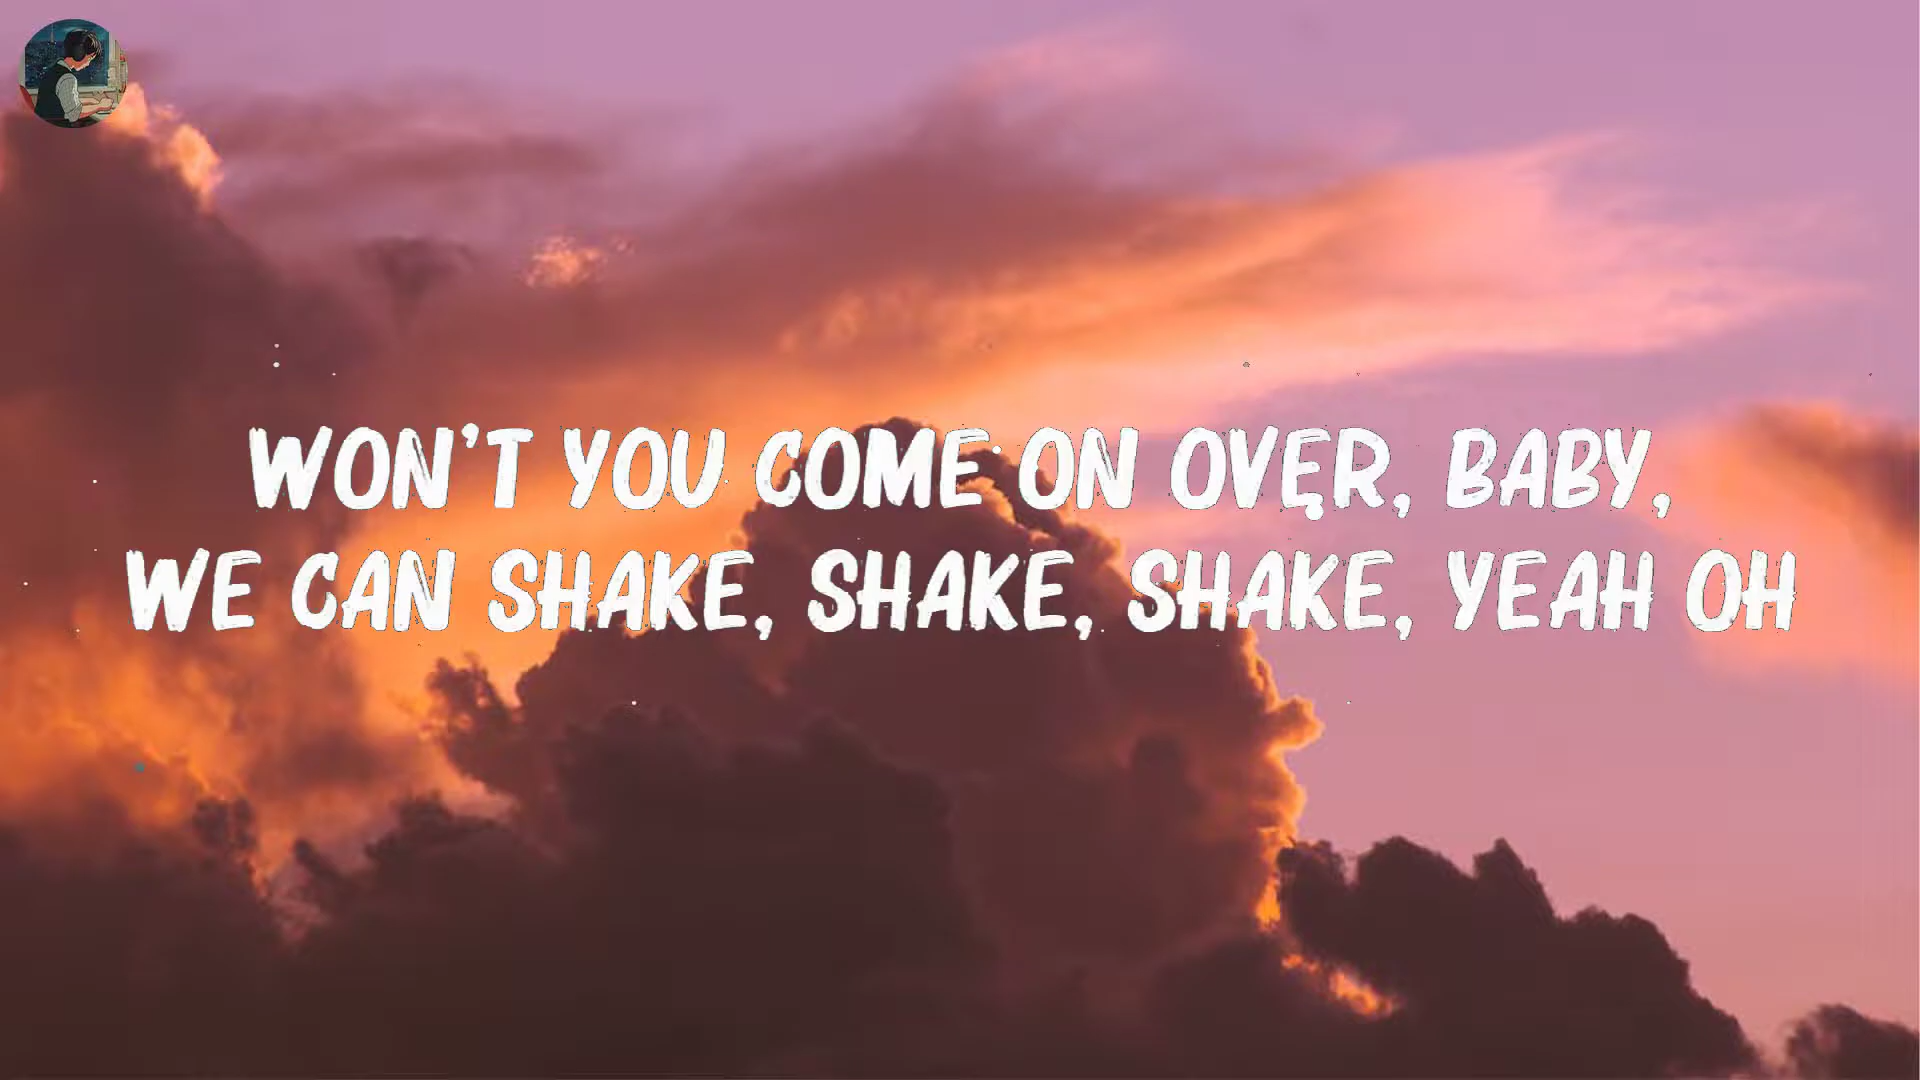 WON'T YOU COME ON OVER, BABY,
WE CAN SHAKE, SHAKE, SHAKE, YEAH OH